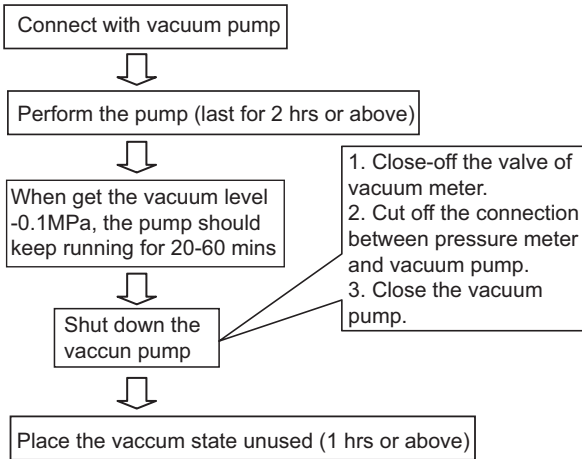 Connect with vacuum pump
Perform the pump (last for 2 hrs or above)
When get the vacuum level
-0.1MPa, the pump should
keep running for 20-60 mins
1. Close-off the valve of
vacuum meter.
2. Cut off the connection
between pressure meter
and vacuum pump.
3. Close the vacuum
pump.
Shut down the
vaccun pump
Place the vaccum state unused (1 hrs or above)